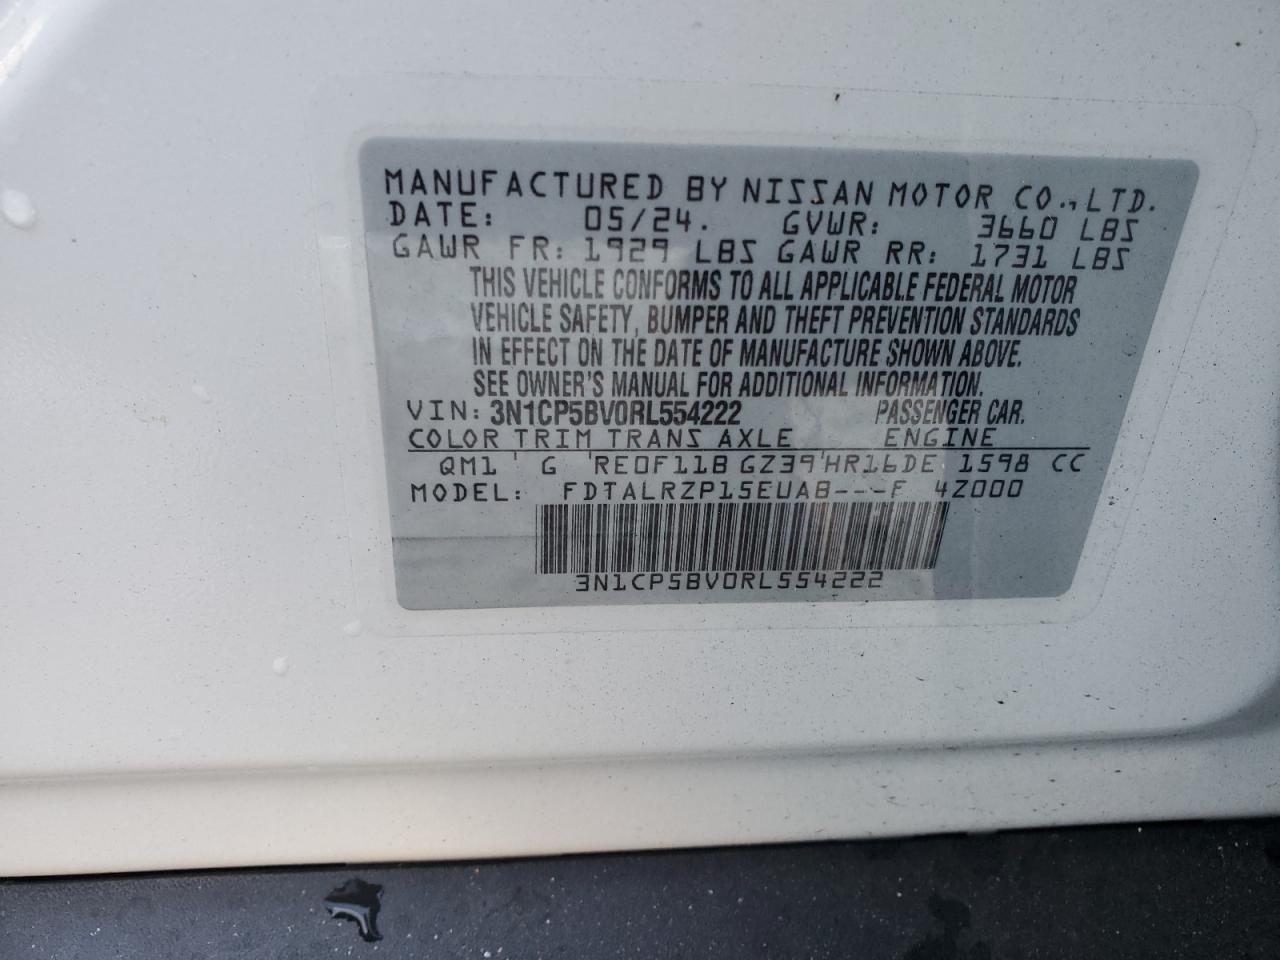 MANUFACTURED BY NISSAN MOTOR CO., LTD.
DATE: 05/24. GVWR: 3660 LBS
GAWR FR: 1929 LBS GAWR RR: 1731 LBS
THIS VEHICLE CONFORMS TO ALL APPLICABLE FEDERAL MOTOR
VEHICLE SAFETY, BUMPER AND THEFT PREVENTION STANDARDS
IN EFFECT ON THE DATE OF MANUFACTURE SHOWN ABOVE.
SEE OWNER'S MANUAL FOR ADDITIONAL INFORMATION.
VIN: 3N1CP5BV0RL554222 PASSENGER CAR.
COLOR TRIM TRANS AXLE ENGINE
QM1 ' G ' RE0F11B GZ39 ' HR16DE 1598 CC
MODEL: FDTALRZP15EUAB---F 4Z000
3N1CP5BV0RL554222